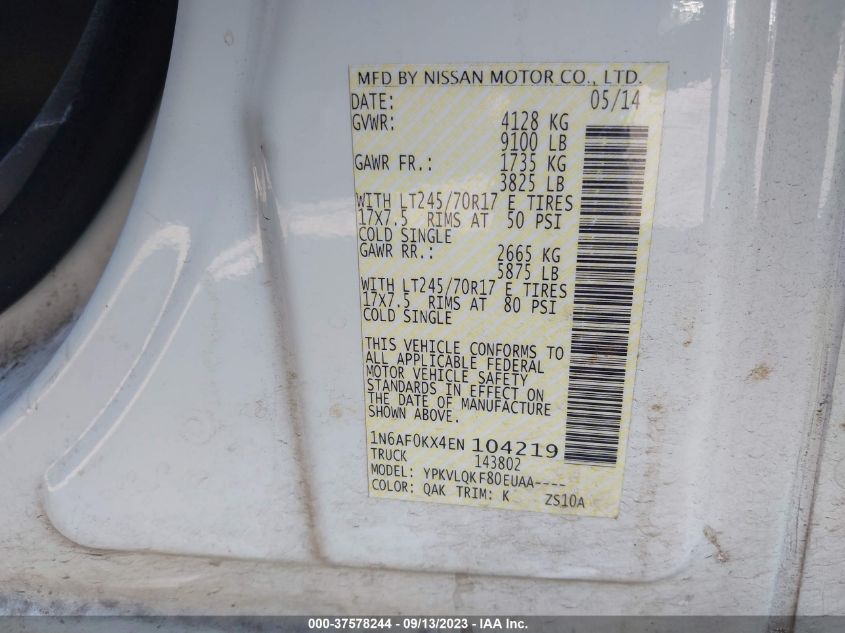 MFD BY NISSAN MOTOR CO., LTD.
DATE: 05/14
GVWR: 4128 KG
9100 LB
GAWR FR.: 1735 KG
3825 LB
WITH LT245/70R17 E TIRES
17X7.5 RIMS AT 50 PSI
COLD SINGLE
GAWR RR.: 2665 KG
5875 LB
WITH LT245/70R17 E TIRES
17X7.5 RIMS AT 80 PSI
COLD SINGLE
THIS VEHICLE CONFORMS TO
ALL APPLICABLE FEDERAL
MOTOR VEHICLE SAFETY
STANDARDS IN EFFECT ON
THE DATE OF MANUFACTURE
SHOWN ABOVE.
1N6AF0KX4EN 104219
TRUCK 143802
MODEL: YPKVLQKF80EUAA----
COLOR: QAK TRIM: K ZS10A
000-37578244 - 09/13/2023 - IAA Inc.